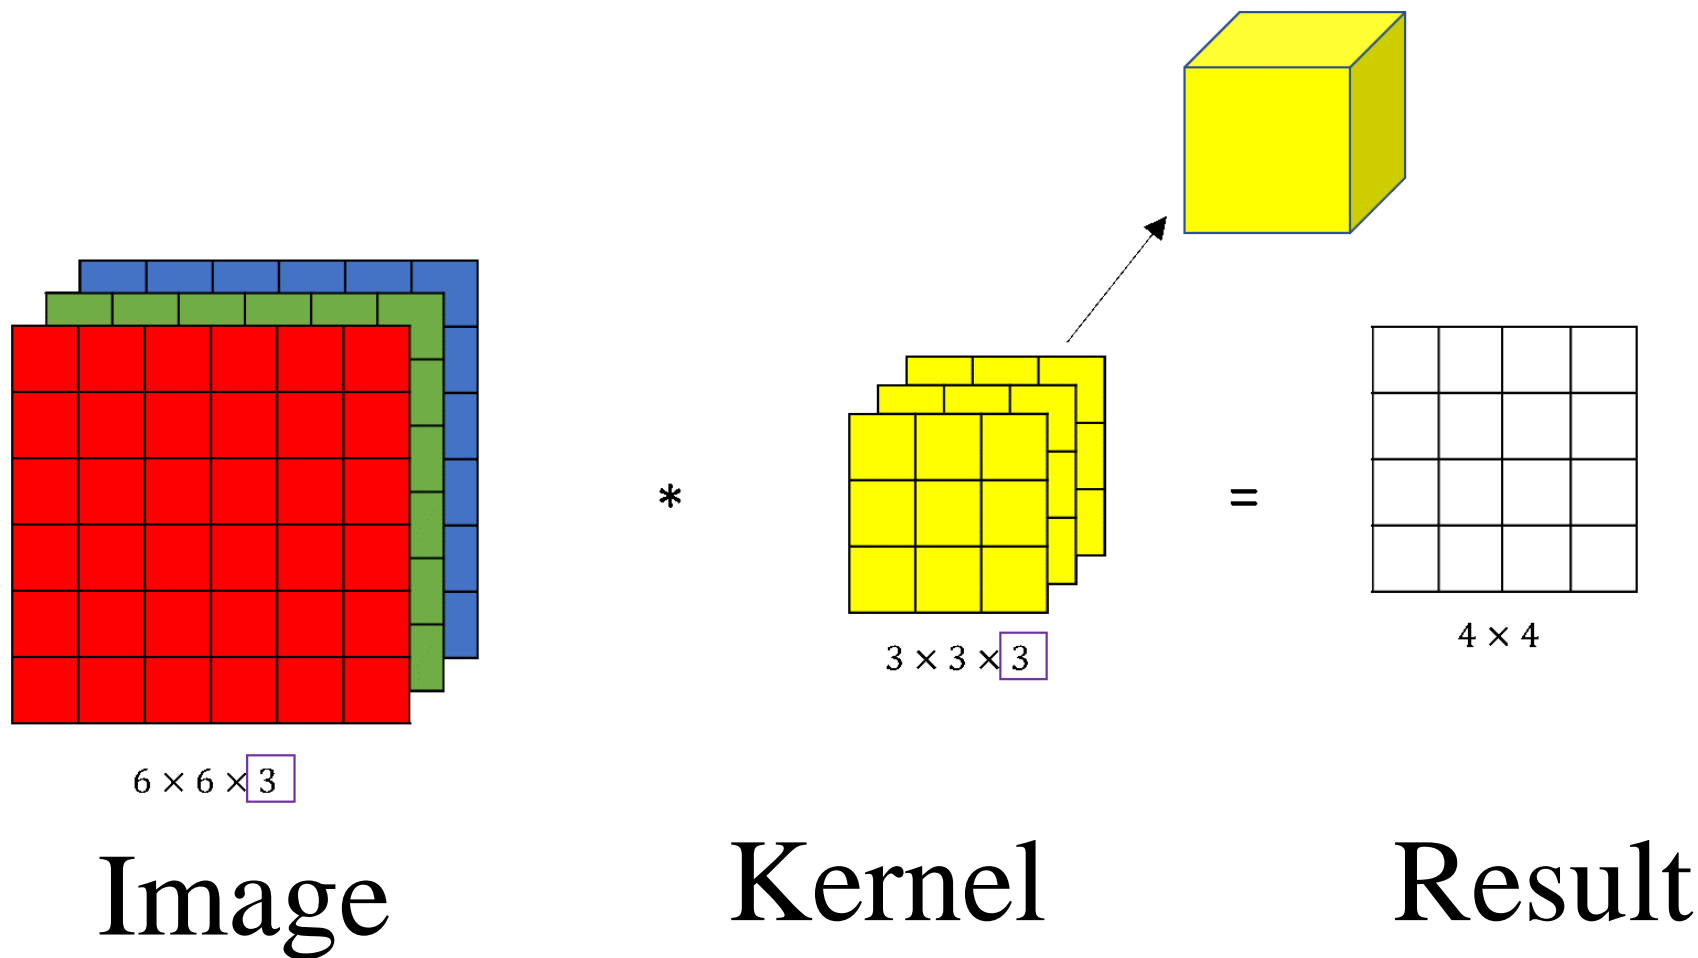 *
=
4 × 4
3 × 3 × 3
6 × 6 × 3
Image
Kernel
Result